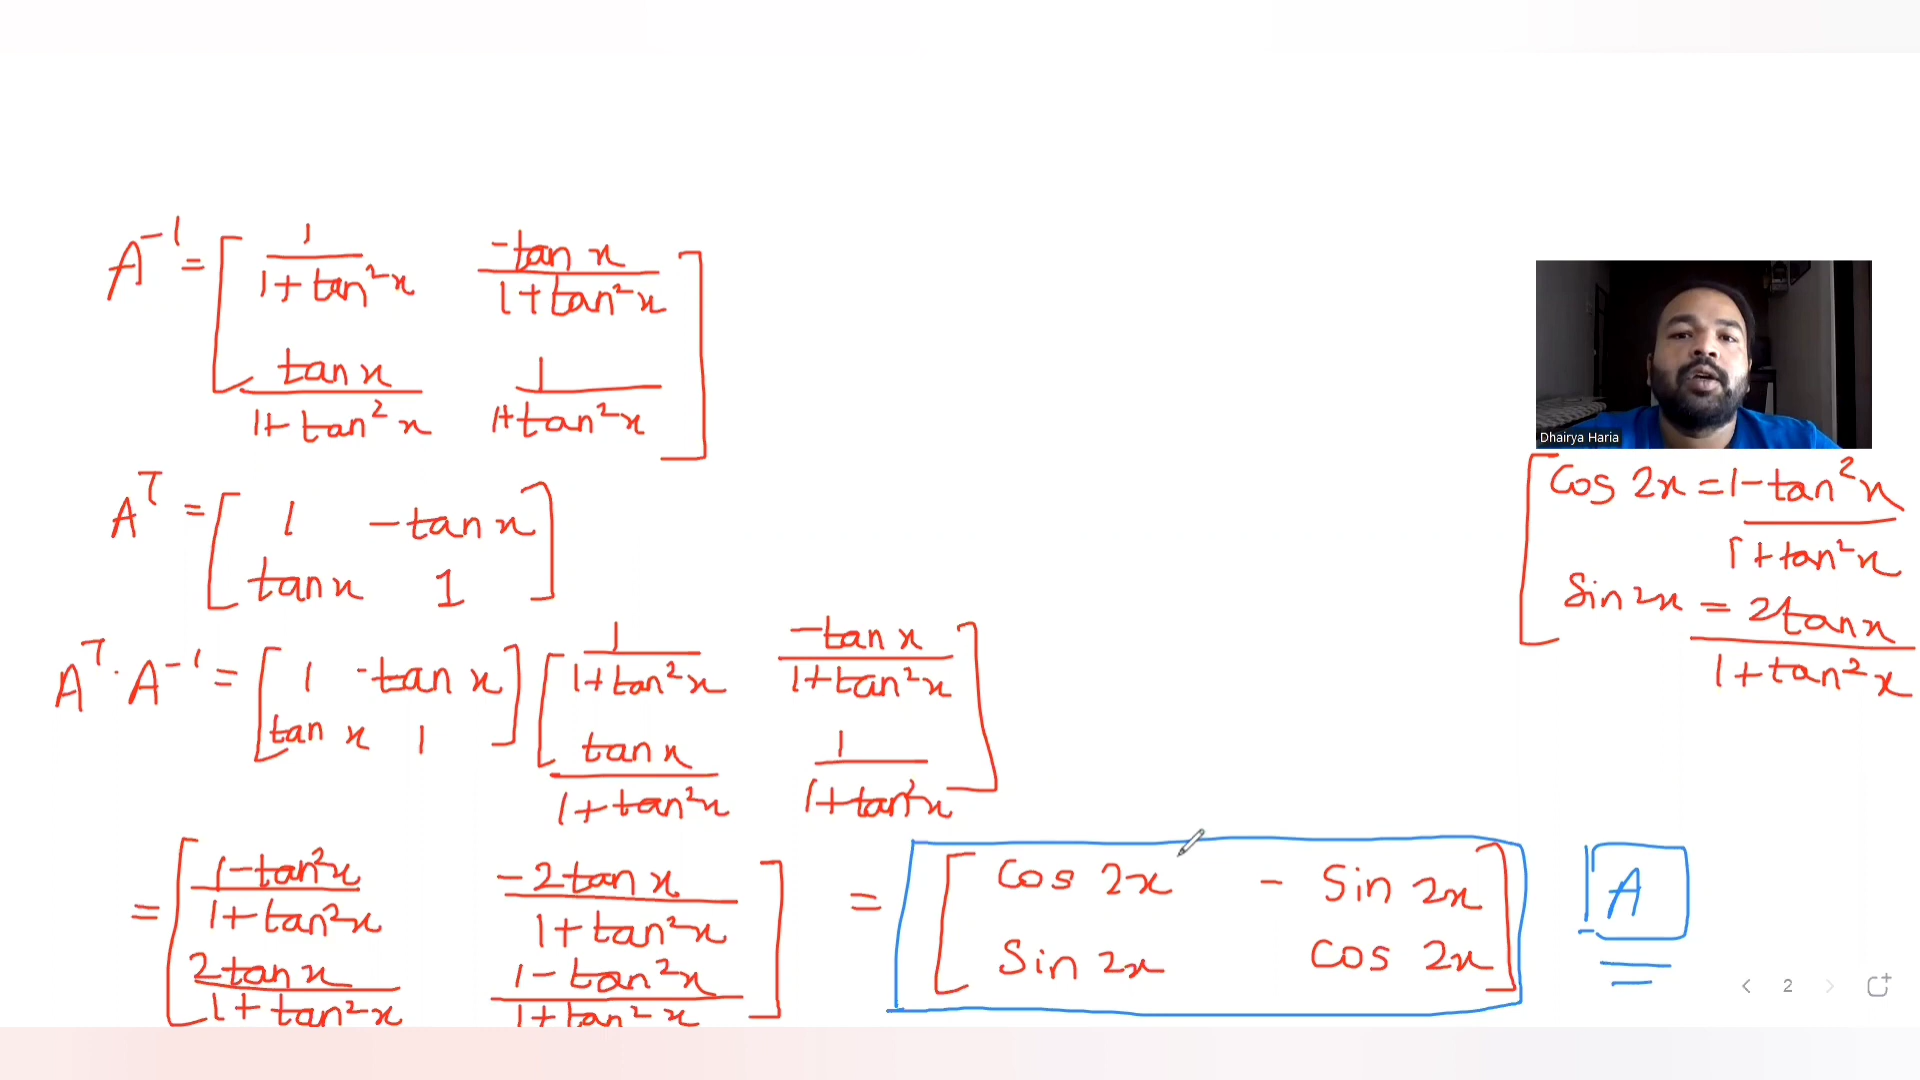 A⁻¹ = [ 1/(1+tan²x)   -tan x/(1+tan²x)
tan x/(1+tan²x)   1/(1+tan²x) ]
Dhairya Haria
Aᵀ = [ 1   -tan x
tan x   1 ]
cos 2x = 1-tan²x/1+tan²x
Sin 2x = 2tan x/1+tan²x
Aᵀ·A⁻¹ = [ 1   -tan x
tan x   1 ] [ 1/(1+tan²x)   -tan x/(1+tan²x)
tan x/(1+tan²x)   1/(1+tan²x) ]
= [ 1-tan²x/1+tan²x   -2tan x/1+tan²x
2tan x/1+tan²x   1-tan²x/1+tan²x ]
= [ Cos 2x   - Sin 2x
Sin 2x   Cos 2x ]
A
2